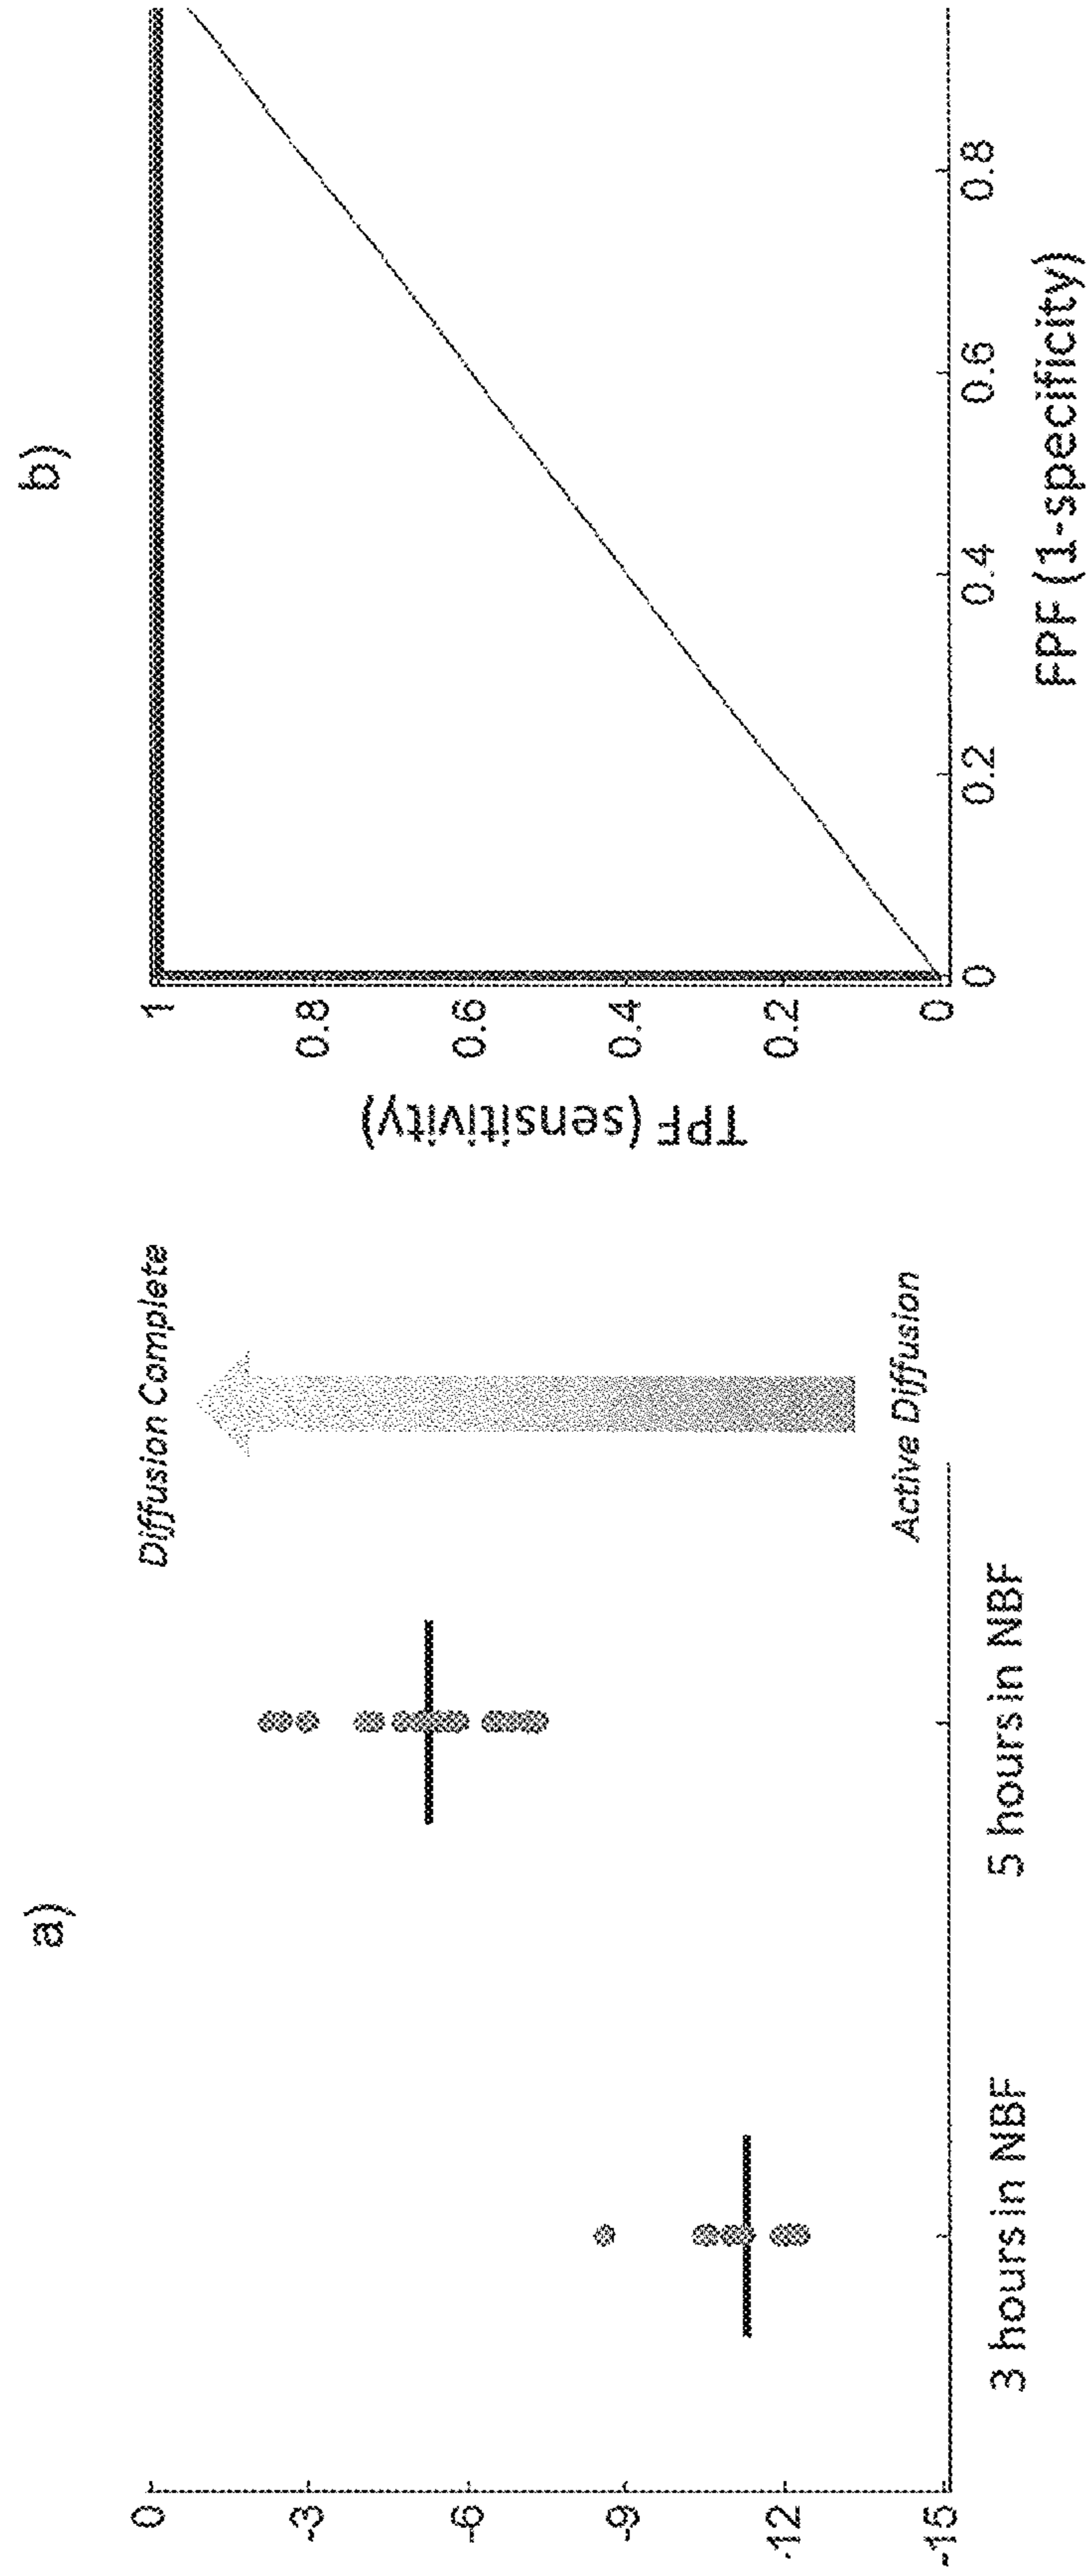 a)
0
-3
-6
-9
-12
-15
3 hours in NBF
5 hours in NBF
Diffusion Complete
Active Diffusion
b)
TPF (sensitivity)
1
0.8
0.6
0.4
0.2
0
0
0.2
0.4
0.6
0.8
FPF (1-specificity)